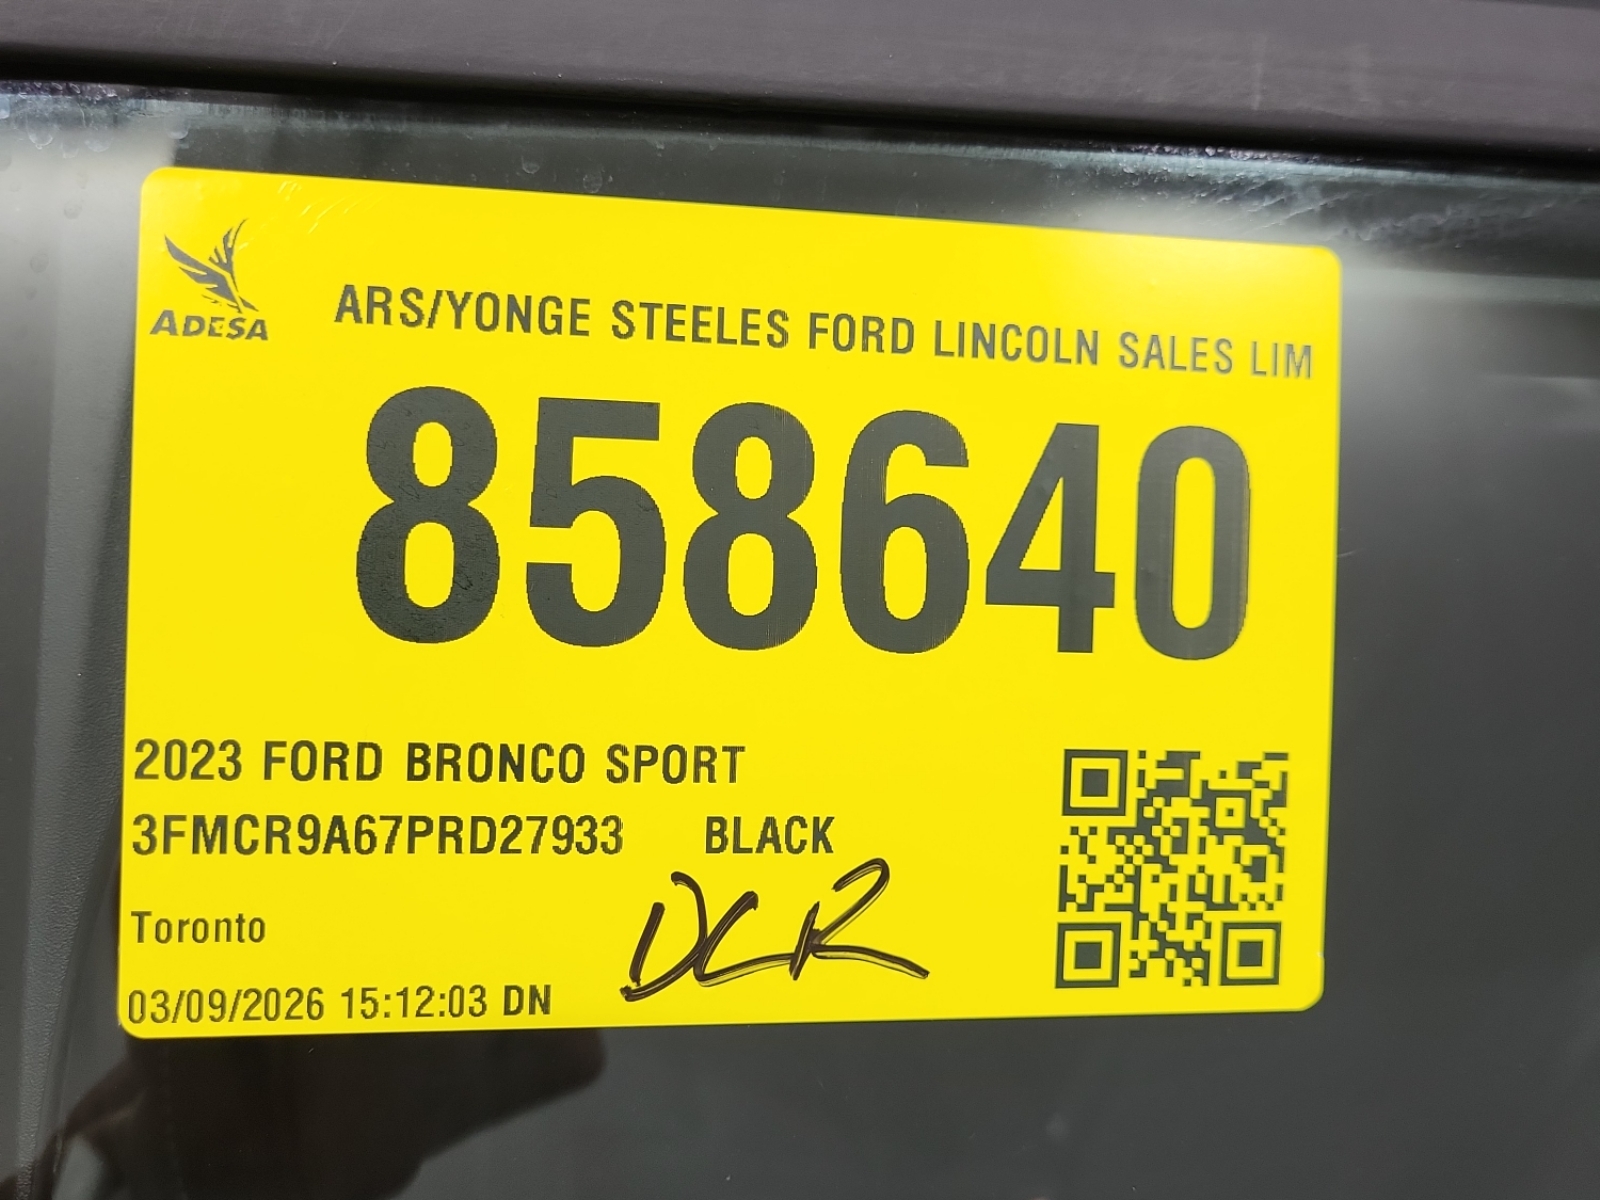 ADESA
ARS/YONGE STEELES FORD LINCOLN SALES LIM
858640
2023 FORD BRONCO SPORT
3FMCR9A67PRD27933 BLACK
DCR
Toronto
03/09/2026 15:12:03 DN